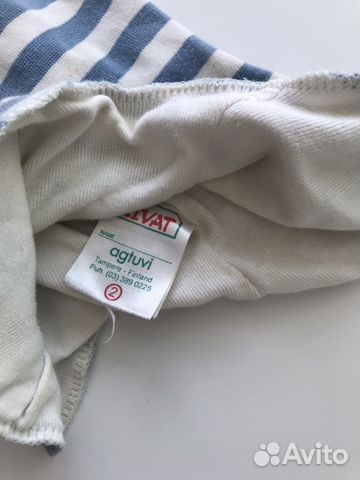 NAME
agtuvi
Tampere - Finland
Puh. (03) 389 0225
2
Avito